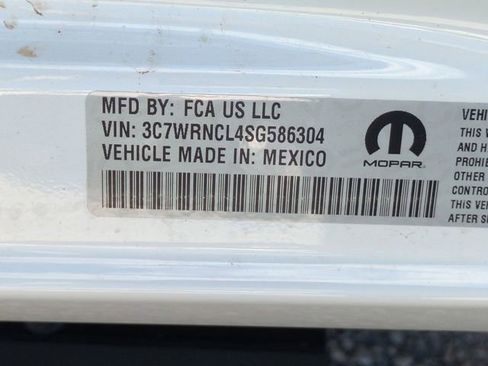 MFD BY: FCA US LLC
VIN: 3C7WRNCL4SG586304
VEHICLE MADE IN: MEXICO
MOPAR
VEHI
THIS V
AND H
PROHIB
OTHER
CONTRO
THIS VE
AFTER S